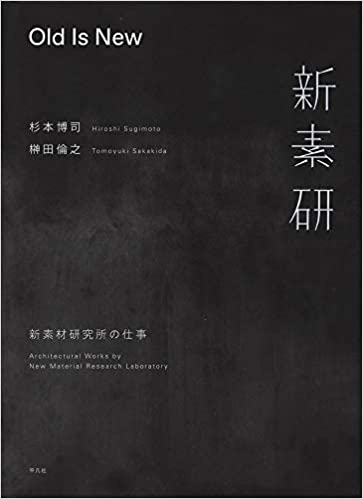 Old Is New
新素研
杉本博司 Hiroshi Sugimoto
榊田倫之 Tomoyuki Sakakida
新素材研究所の仕事
Architectural Works by
New Material Research Laboratory
平凡社